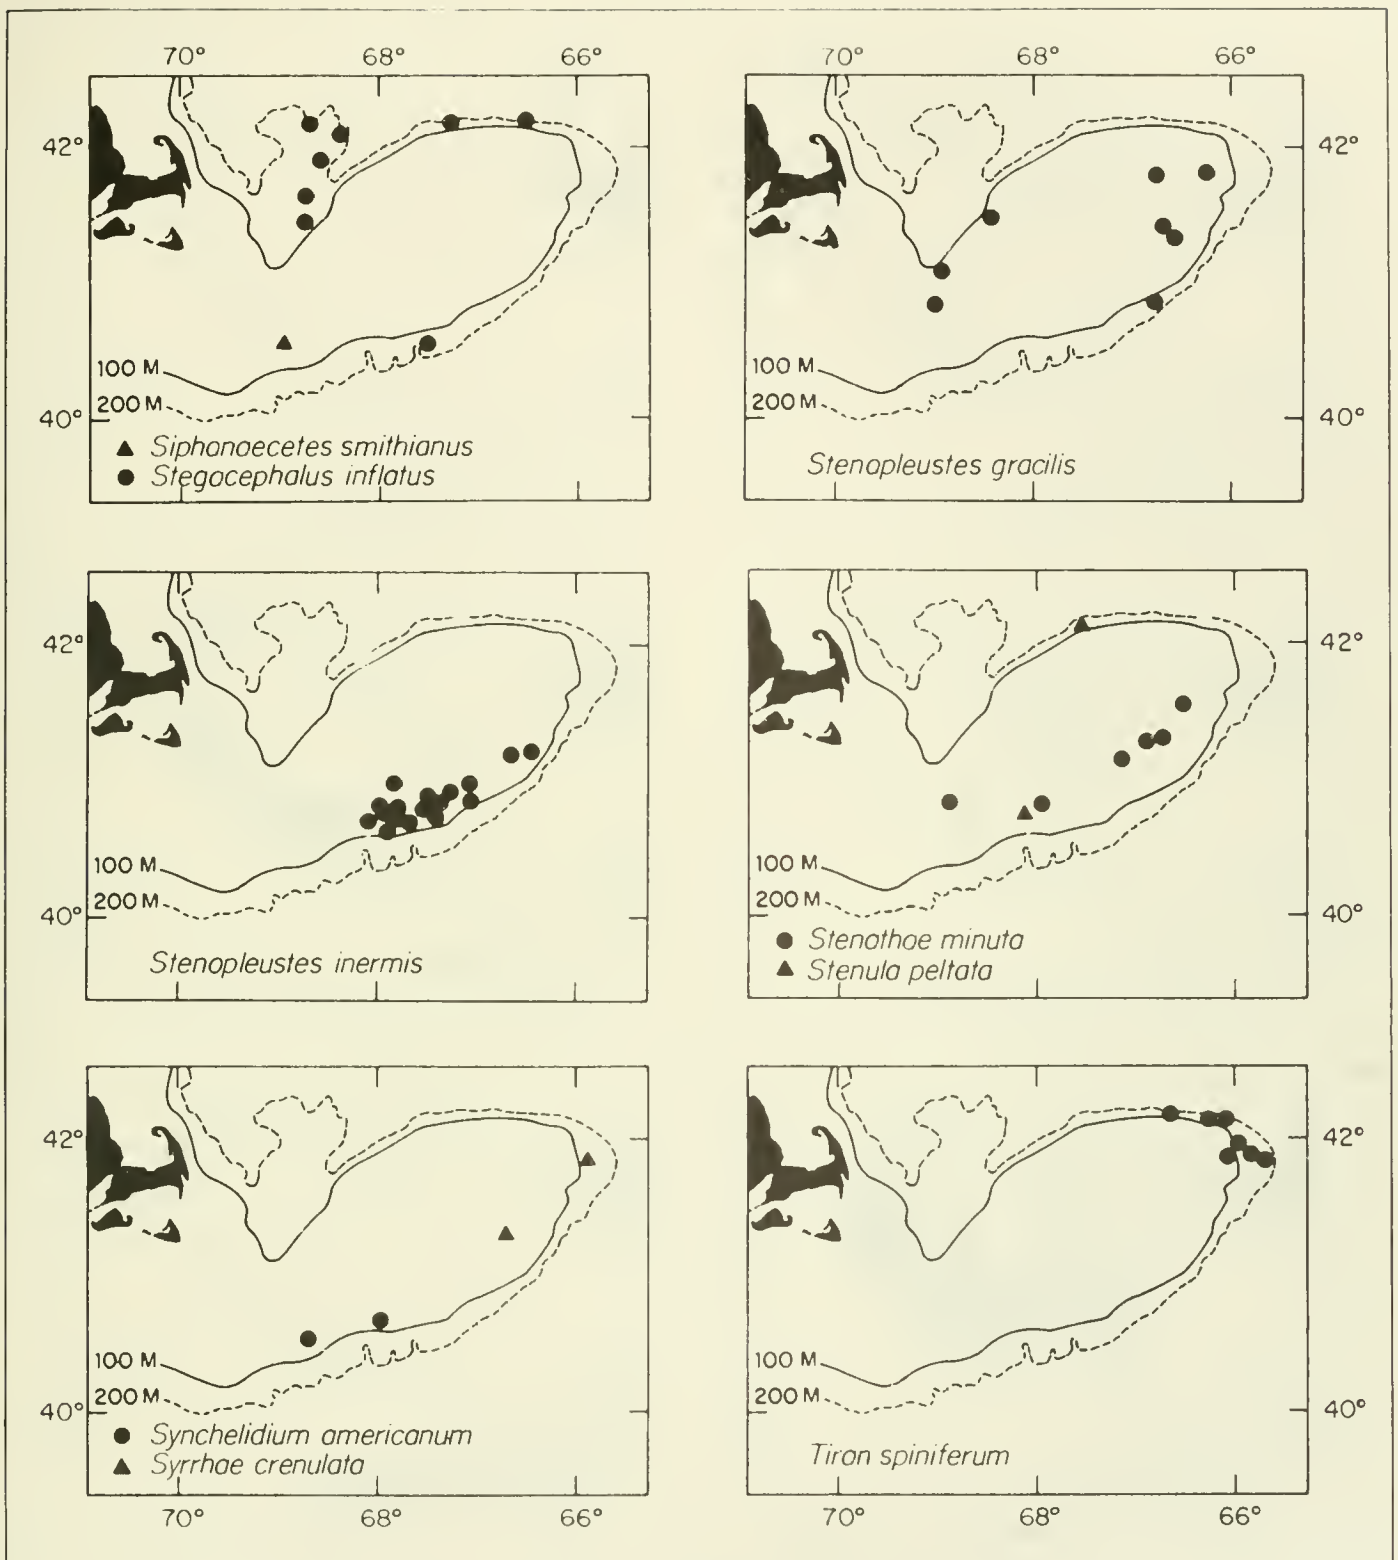 70° 68° 66°
42°
100 M
200 M
40°
▲ Siphonoecetes smithianus
● Stegocephalus inflatus
70° 68° 66°
42°
100 M
200 M
40°
Stenopleustes gracilis
42°
100 M
200 M
40°
Stenopleustes inermis
42°
100 M
200 M
40°
● Stenothoe minuta
▲ Stenula peltata
42°
100 M
200 M
40°
● Synchelidium americanum
▲ Syrrhoe crenulata
70° 68° 66°
42°
100 M
200 M
40°
Tiron spiniferum
70° 68° 66°